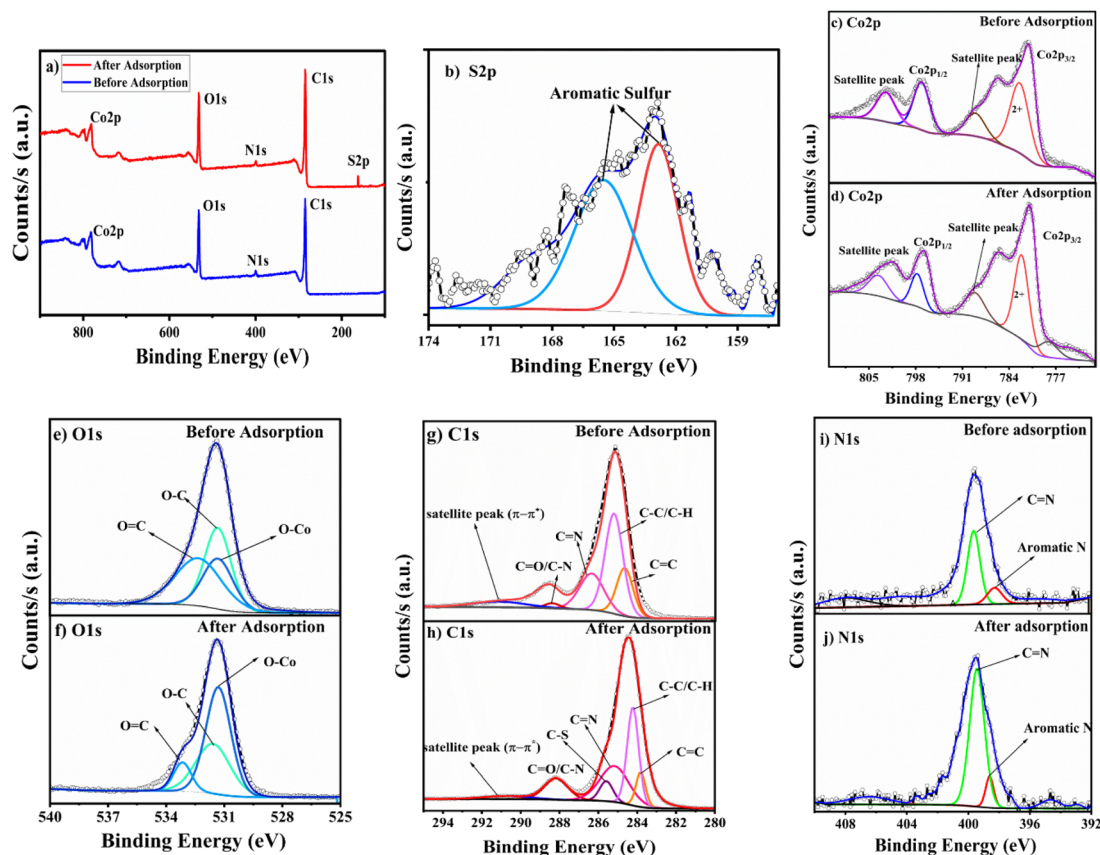 a)
After Adsorption
Before Adsorption
C1s
O1s
Co2p
N1s
S2p
O1s
C1s
Co2p
N1s
800 600 400 200
Binding Energy (eV)
Counts/s (a.u.)
b) S2p
Aromatic Sulfur
174 171 168 165 162 159
Binding Energy (eV)
Counts/s (a.u.)
c) Co2p
Before Adsorption
Satellite peak
Co2p1/2
Satellite peak
Co2p3/2
2+
d) Co2p
After Adsorption
Satellite peak
Co2p1/2
Satellite peak
Co2p3/2
2+
805 798 791 784 777
Binding Energy (eV)
Counts/s (a.u.)
e) O1s
Before Adsorption
O-C
O=C
O-Co
f) O1s
After Adsorption
O-Co
O-C
O=C
540 537 534 531 528 525
Binding Energy (eV)
Counts/s (a.u.)
g) C1s
Before Adsorption
satellite peak (π−π*)
C=N
C-C/C-H
C=O/C-N
C=C
h) C1s
After Adsorption
C-C/C-H
C=N
C-S
satellite peak (π−π*)
C=O/C-N
C=C
294 292 290 288 286 284 282 280
Binding Energy (eV)
Counts/s (a.u.)
i) N1s
Before adsorption
C=N
Aromatic N
j) N1s
After adsorption
C=N
Aromatic N
408 404 400 396 392
Binding Energy (eV)
Counts/s (a.u.)